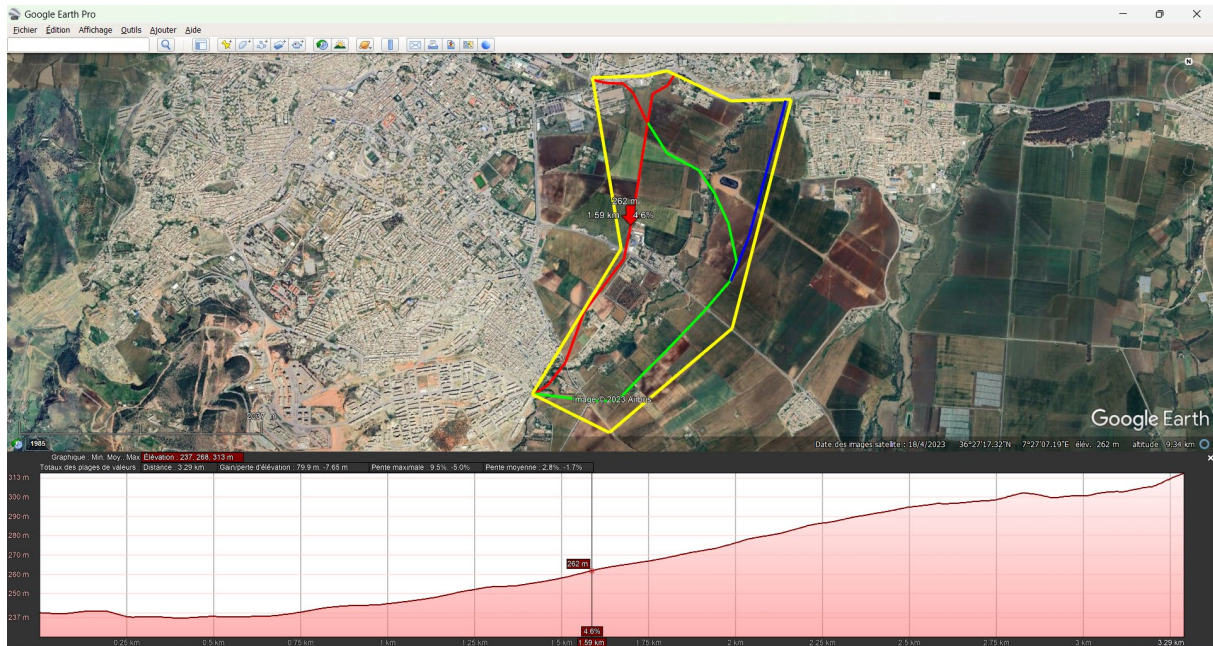 Google Earth Pro
Fichier Édition Affichage Outils Ajouter Aide
N
262 m
1.59 km 4.6%
Image © 2023 Airbus
Google Earth
1985
Date des images satellite : 18/4/2023 36°27'17.32"N 7°27'07.19"E élév. 262 m altitude 9.34 km
Graphique : Min, Moy., Max Élévation : 237, 268, 313 m
Totaux des plages de valeurs Distance : 3.29 km Gain/perte d'élévation : 79.9 m, -7.65 m Pente maximale : 9.5%, -5.0% Pente moyenne : 2.8%, -1.7%
313 m
300 m
290 m
280 m
270 m
262 m
260 m
250 m
237 m
4.6%
0.25 km 0.5 km 0.75 km 1 km 1.25 km 1.5 km 1.59 km 1.75 km 2 km 2.25 km 2.5 km 2.75 km 3 km 3.29 km